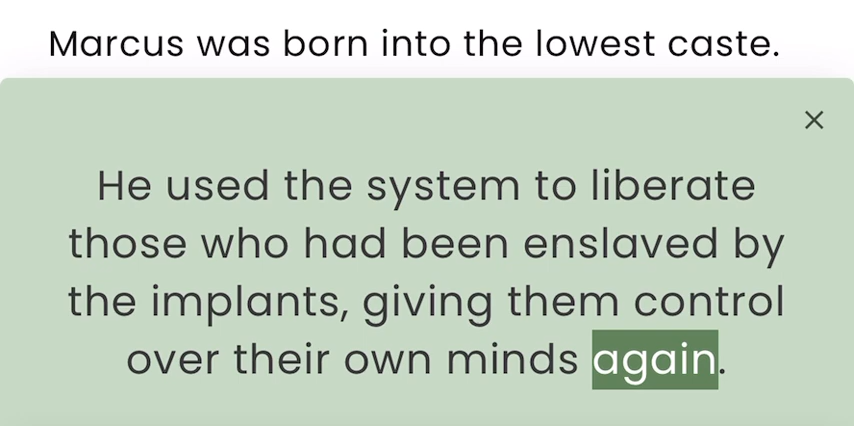 Marcus was born into the lowest caste.
He used the system to liberate
those who had been enslaved by
the implants, giving them control
over their own minds again.